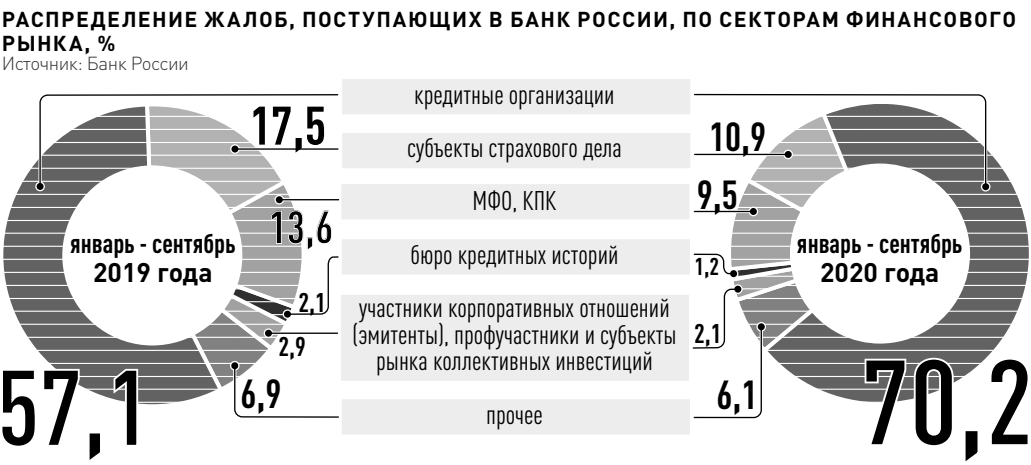 РАСПРЕДЕЛЕНИЕ ЖАЛОБ, ПОСТУПАЮЩИХ В БАНК РОССИИ, ПО СЕКТОРАМ ФИНАНСОВОГО
РЫНКА, %
Источник: Банк России
кредитные организации
17,5
субъекты страхового дела
10,9
МФО, КПК
9,5
13,6
январь - сентябрь
2019 года
бюро кредитных историй
январь - сентябрь
2020 года
1,2
2,1
участники корпоративных отношений
(эмитенты), профучастники и субъекты
рынка коллективных инвестиций
2,1
2,9
57,1
6,9
прочее
6,1
70,2